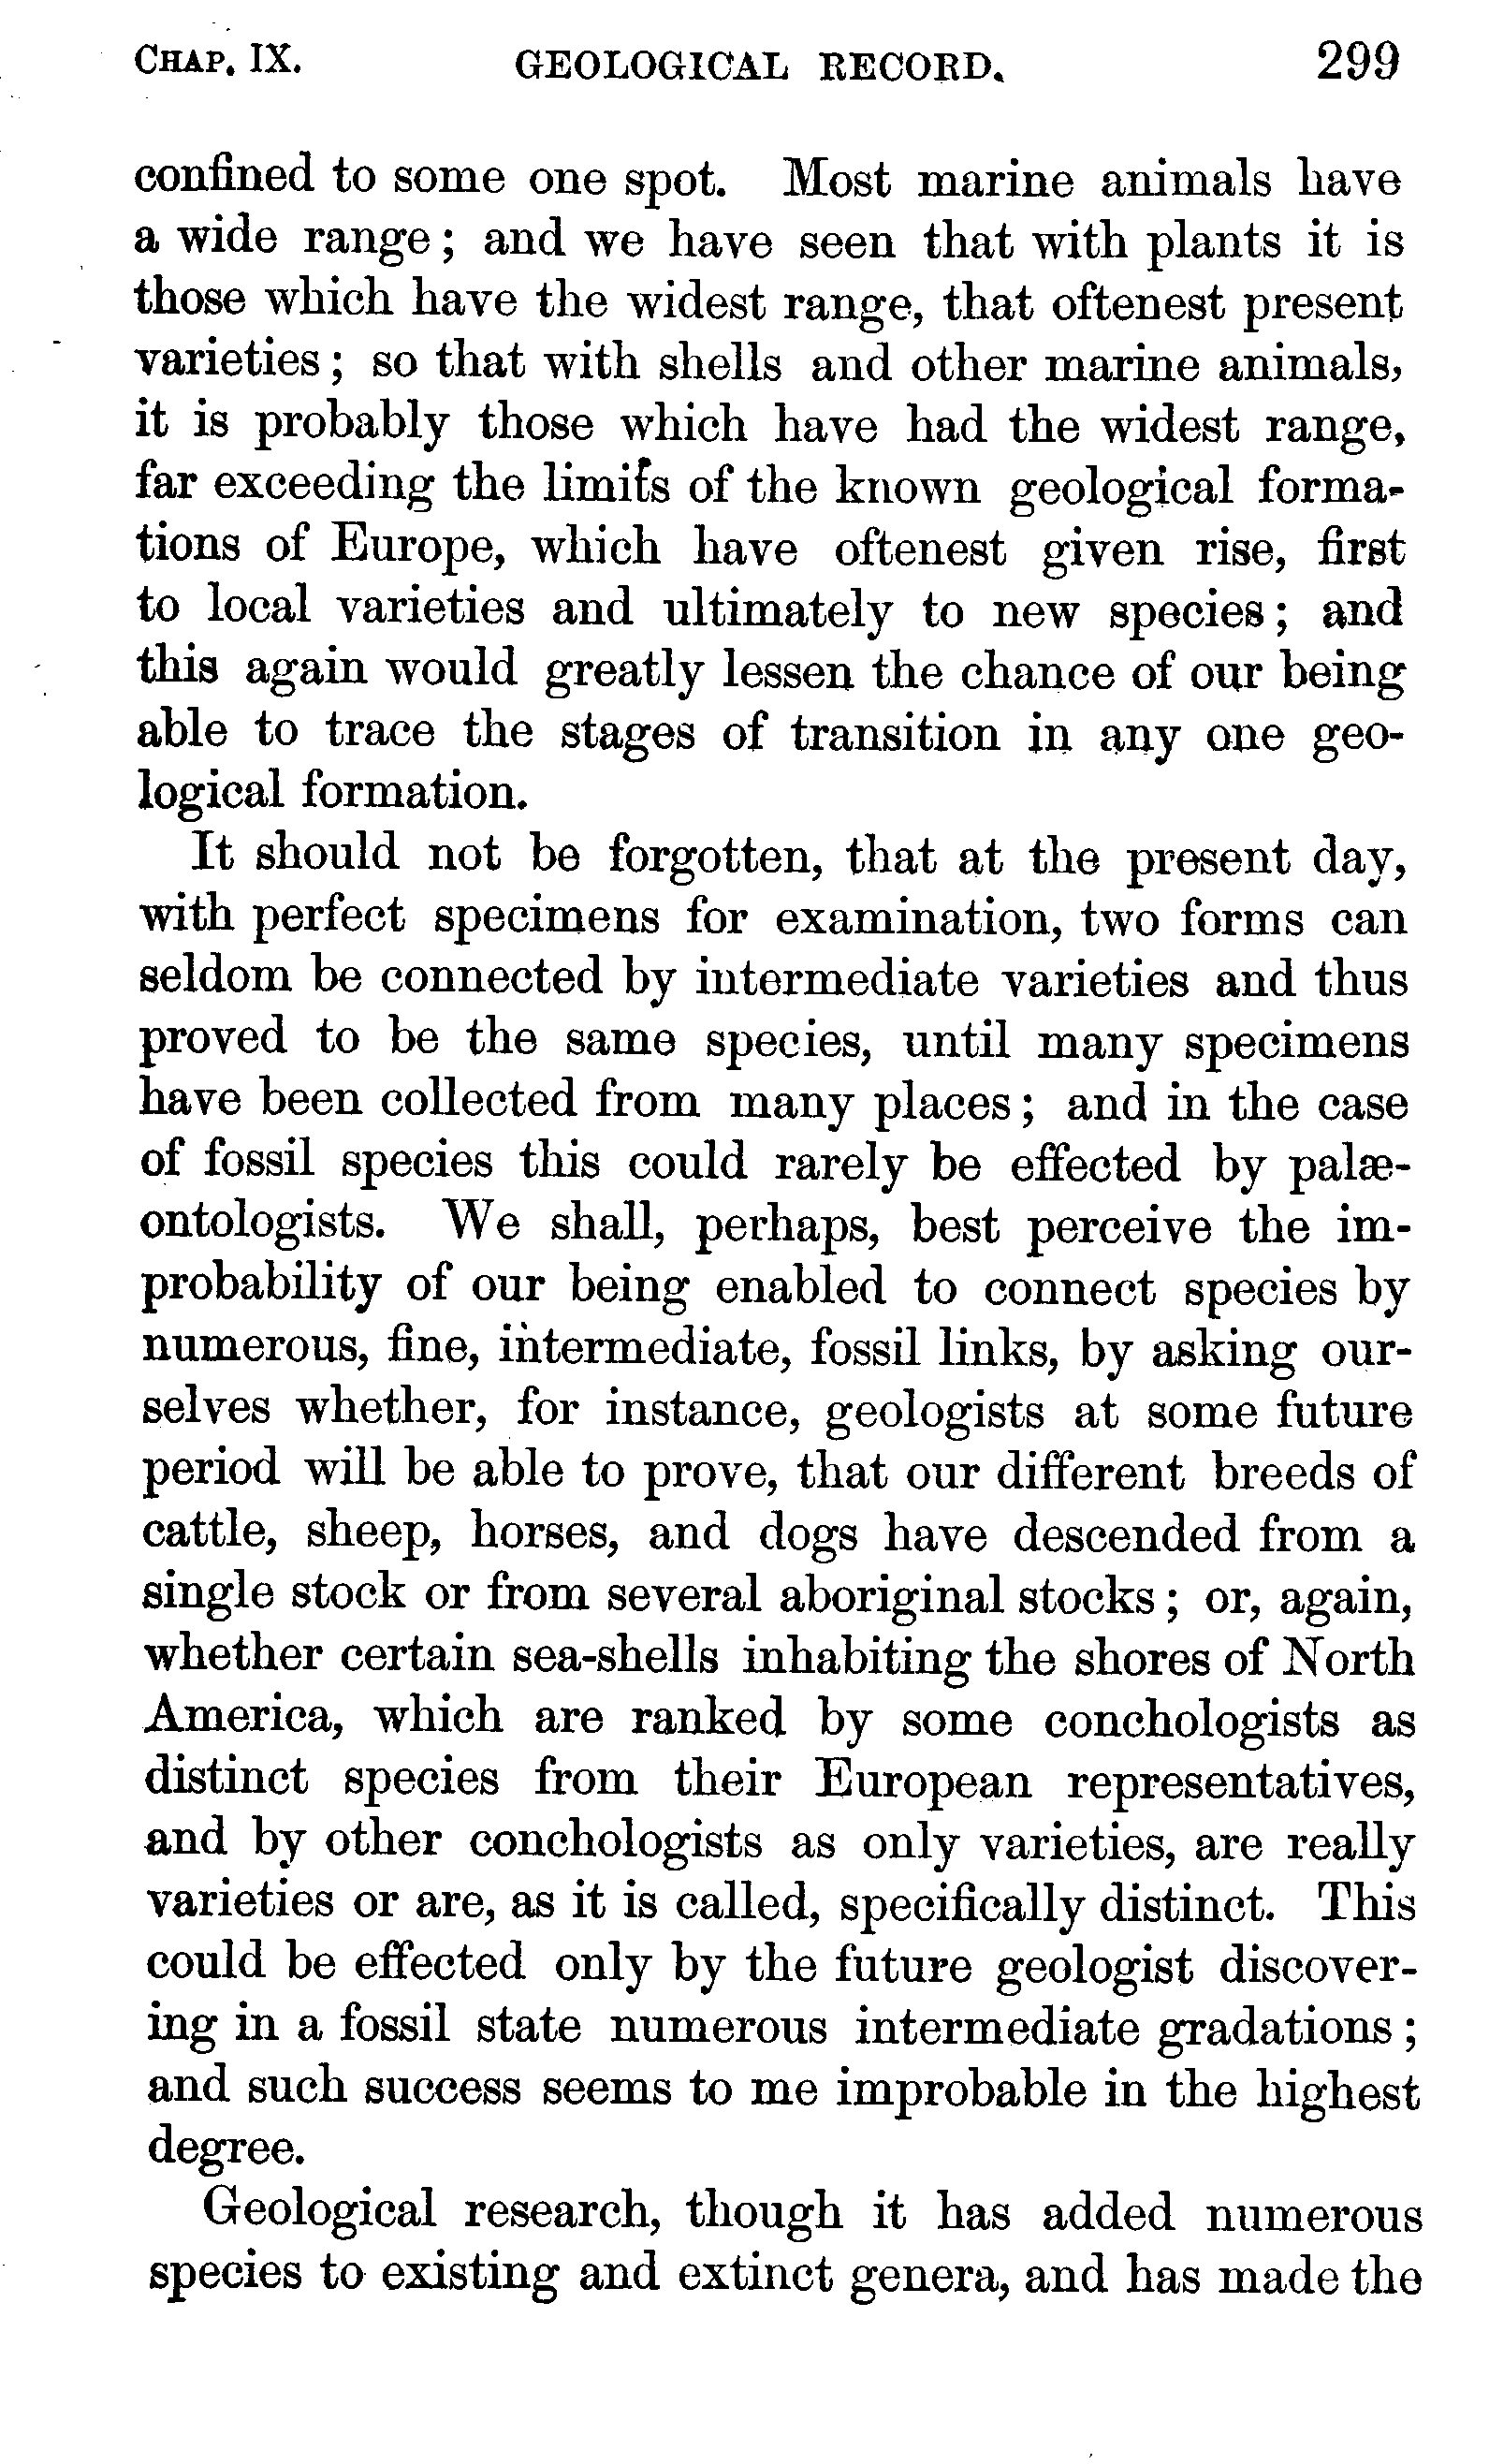 CHAP. IX. GEOLOGICAL RECORD. 299
confined to some one spot. Most marine animals have
a wide range; and we have seen that with plants it is
those which have the widest range, that oftenest present
varieties; so that with shells and other marine animals,
it is probably those which have had the widest range,
far exceeding the limits of the known geological forma-
tions of Europe, which have oftenest given rise, first
to local varieties and ultimately to new species; and
this again would greatly lessen the chance of our being
able to trace the stages of transition in any one geo-
logical formation.
It should not be forgotten, that at the present day,
with perfect specimens for examination, two forms can
seldom be connected by intermediate varieties and thus
proved to be the same species, until many specimens
have been collected from many places; and in the case
of fossil species this could rarely be effected by palæ-
ontologists. We shall, perhaps, best perceive the im-
probability of our being enabled to connect species by
numerous, fine, intermediate, fossil links, by asking our-
selves whether, for instance, geologists at some future
period will be able to prove, that our different breeds of
cattle, sheep, horses, and dogs have descended from a
single stock or from several aboriginal stocks; or, again,
whether certain sea-shells inhabiting the shores of North
America, which are ranked by some conchologists as
distinct species from their European representatives,
and by other conchologists as only varieties, are really
varieties or are, as it is called, specifically distinct. This
could be effected only by the future geologist discover-
ing in a fossil state numerous intermediate gradations;
and such success seems to me improbable in the highest
degree.
Geological research, though it has added numerous
species to existing and extinct genera, and has made the